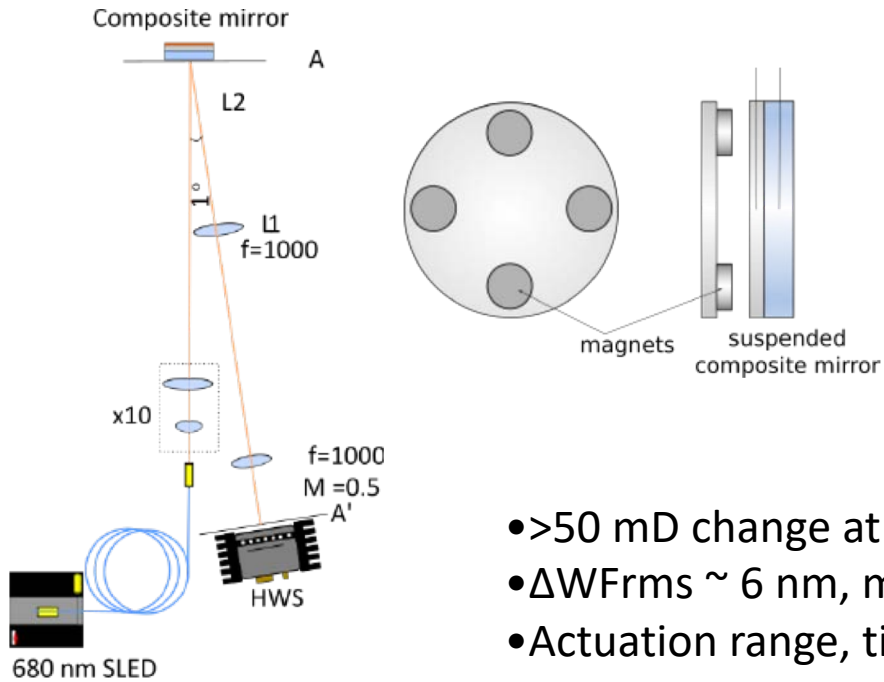 Composite mirror
A
L2
1°
L1
f=1000
x10
f=1000
M =0.5
A'
HWS
680 nm SLED
magnets
suspended
composite mirror
•>50 mD change at
•ΔWFrms ~ 6 nm, m
•Actuation range, ti